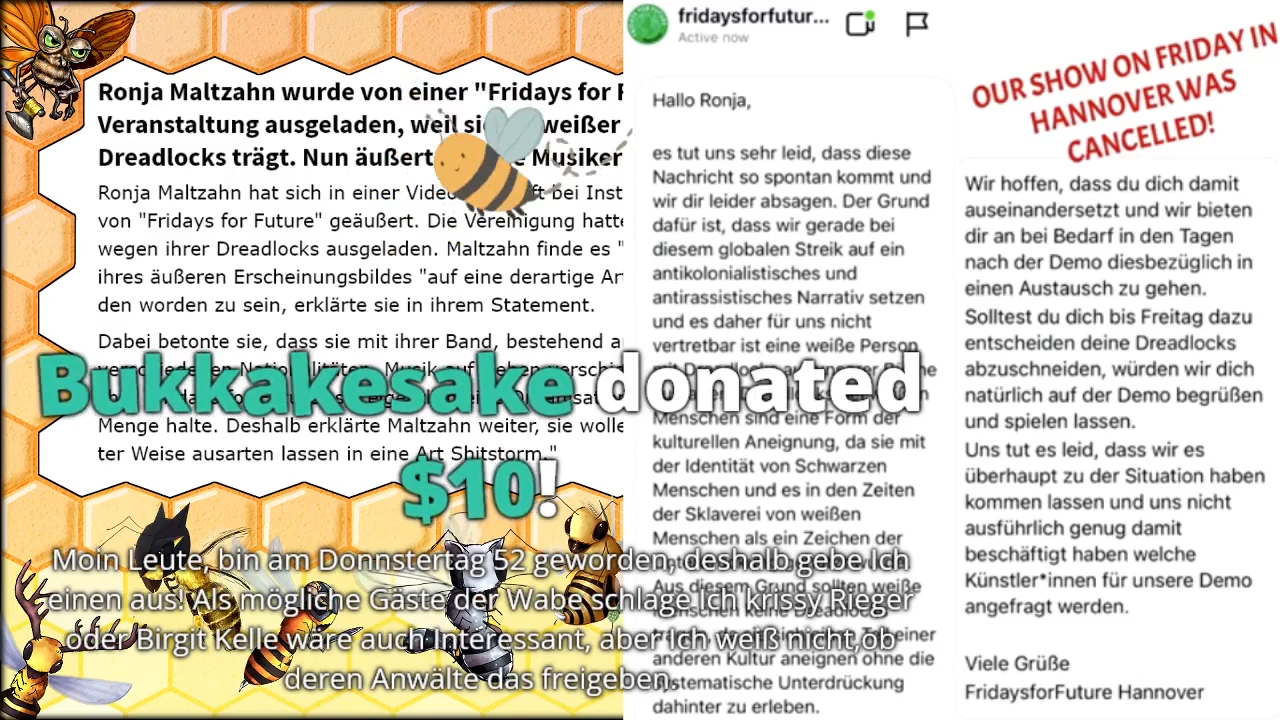 Ronja Maltzahn wurde von einer "Fridays for F
Veranstaltung ausgeladen, weil sie weißer
Dreadlocks trägt. Nun äußert Musiker
Ronja Maltzahn hat sich in einer Video bei Inst
von "Fridays for Future" geäußert. Die Vereinigung hatte
wegen ihrer Dreadlocks ausgeladen. Maltzahn finde es "
ihres äußeren Erscheinungsbildes "auf eine derartige Art
den worden zu sein, erklärte sie in ihrem Statement.
Dabei betonte sie, dass sie mit ihrer Band, bestehend a
Menge halte. Deshalb erklärte Maltzahn weiter, sie wolle
ter Weise ausarten lassen in eine Art Shitstorm."
Bukkakesake donated
$10!
Moin Leute, bin am Donnstertag 52 geworden, deshalb gebe Ich
einen aus! Als mögliche Gäste der Wabe schlage Ich Krissy Rieger
oder Birgit Kelle wäre auch Interessant, aber Ich weiß nicht,ob
deren Anwälte das freigeben.
fridaysforfutur...
Active now
Hallo Ronja,
es tut uns sehr leid, dass diese
Nachricht so spontan kommt und
wir dir leider absagen. Der Grund
dafür ist, dass wir gerade bei
diesem globalen Streik auf ein
antikolonialistisches und
antirassistisches Narrativ setzen
und es daher für uns nicht
vertretbar ist eine weiße Person
Menschen sind eine Form der
kulturellen Aneignung, da sie mit
der Identität von Schwarzen
Menschen und es in den Zeiten
der Sklaverei von weißen
Menschen als ein Zeichen der
Aus diesem Grund sollten weiße
einer
anderen Kultur aneignen ohne die
systematische Unterdrückung
dahinter zu erleben.
OUR SHOW ON FRIDAY IN
HANNOVER WAS
CANCELLED!
Wir hoffen, dass du dich damit
auseinandersetzt und wir bieten
dir an bei Bedarf in den Tagen
nach der Demo diesbezüglich in
einen Austausch zu gehen.
Solltest du dich bis Freitag dazu
entscheiden deine Dreadlocks
abzuschneiden, würden wir dich
natürlich auf der Demo begrüßen
und spielen lassen.
Uns tut es leid, dass wir es
überhaupt zu der Situation haben
kommen lassen und uns nicht
ausführlich genug damit
beschäftigt haben welche
Künstler*innen für unsere Demo
angefragt werden.
Viele Grüße
FridaysforFuture Hannover